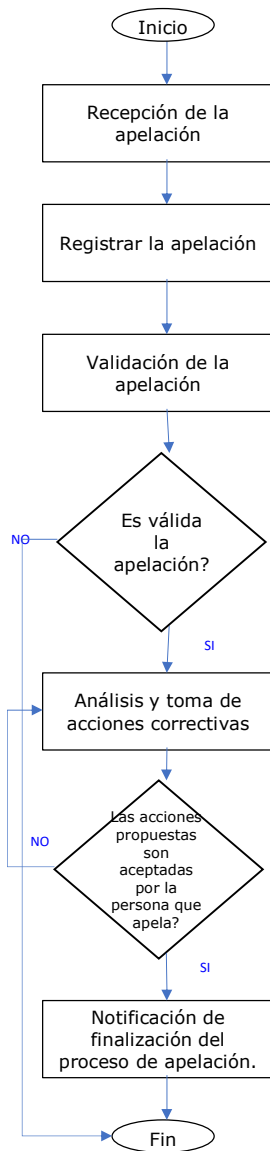 Inicio
Recepción de la
apelación
Registrar la apelación
Validación de la
apelación
Es válida
la
apelación?
NO
SI
Análisis y toma de
acciones correctivas
Las acciones
propuestas
son
aceptadas
por la
persona que
apela?
NO
SI
Notificación de
finalización del
proceso de apelación.
Fin